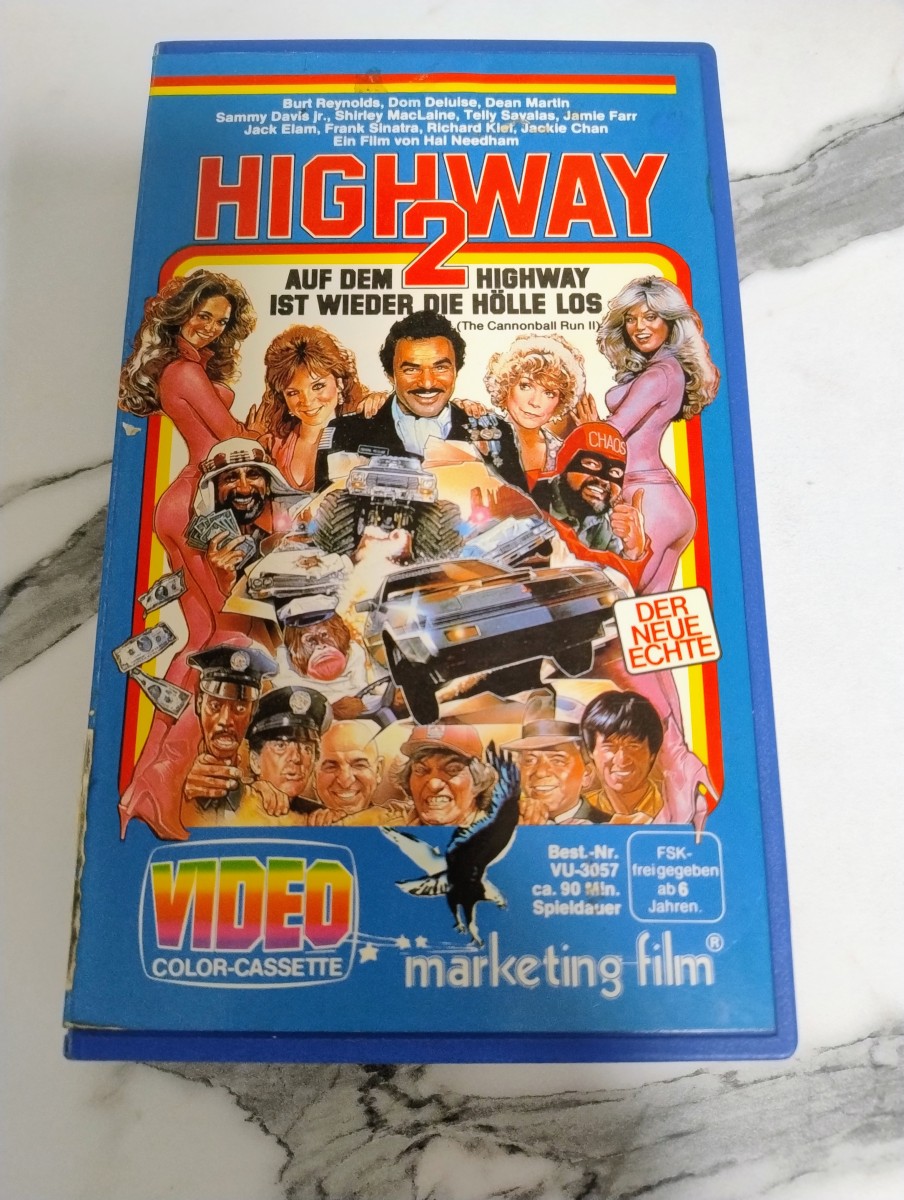 Burt Reynolds, Dom Deluise, Dean Martin
Sammy Davis jr., Shirley MacLaine, Telly Savalas, Jamie Farr
Jack Elam, Frank Sinatra, Richard Kief, Jackie Chan
Ein Film von Hal Needham
HIGHWAY
2
AUF DEM HIGHWAY
IST WIEDER DIE HÖLLE LOS
(The Cannonball Run II)
CHAOS
DER
NEUE
ECHTE
VIDEO
COLOR-CASSETTE
Best.-Nr.
VU-3057
ca. 90 Min.
Spieldauer
FSK-
freigegeben
ab 6
Jahren.
marketing film®